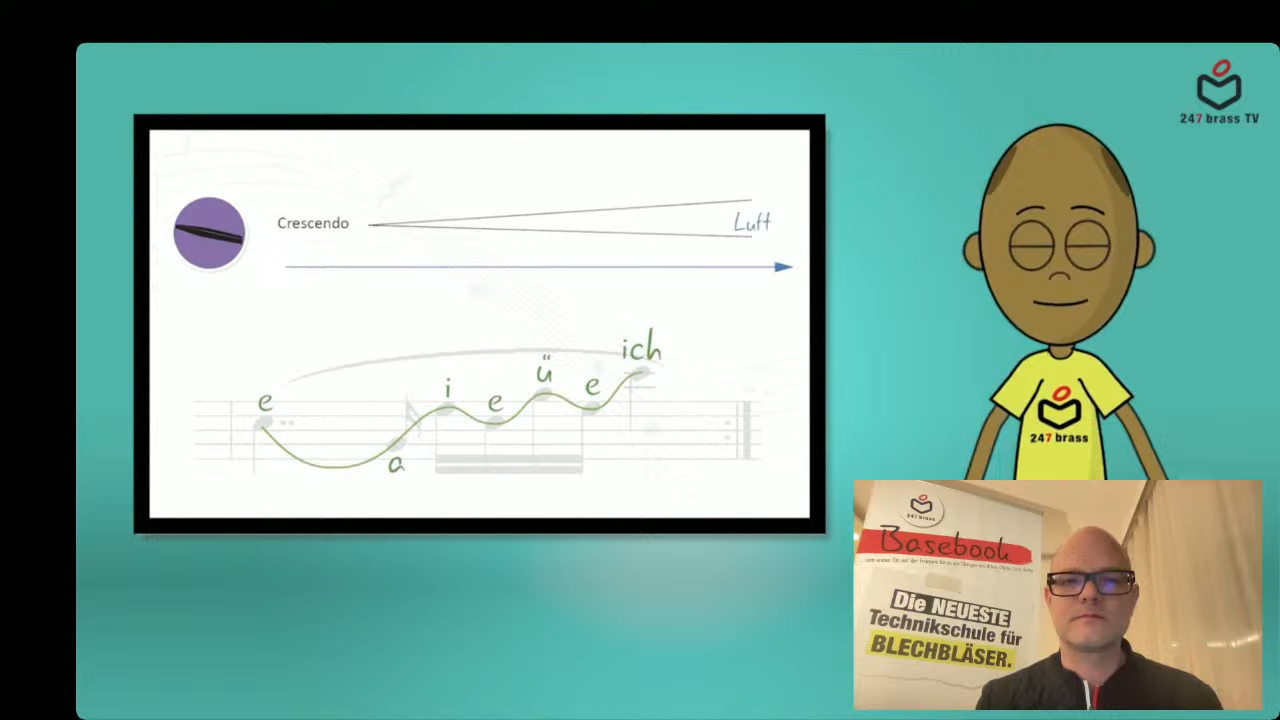 247 brass TV
Crescendo
Luft
ich
ü
i
e
e
e
a
247 brass
247 brass
Basebook
Die NEUESTE
Technikschule für
BLECHBLÄSER.